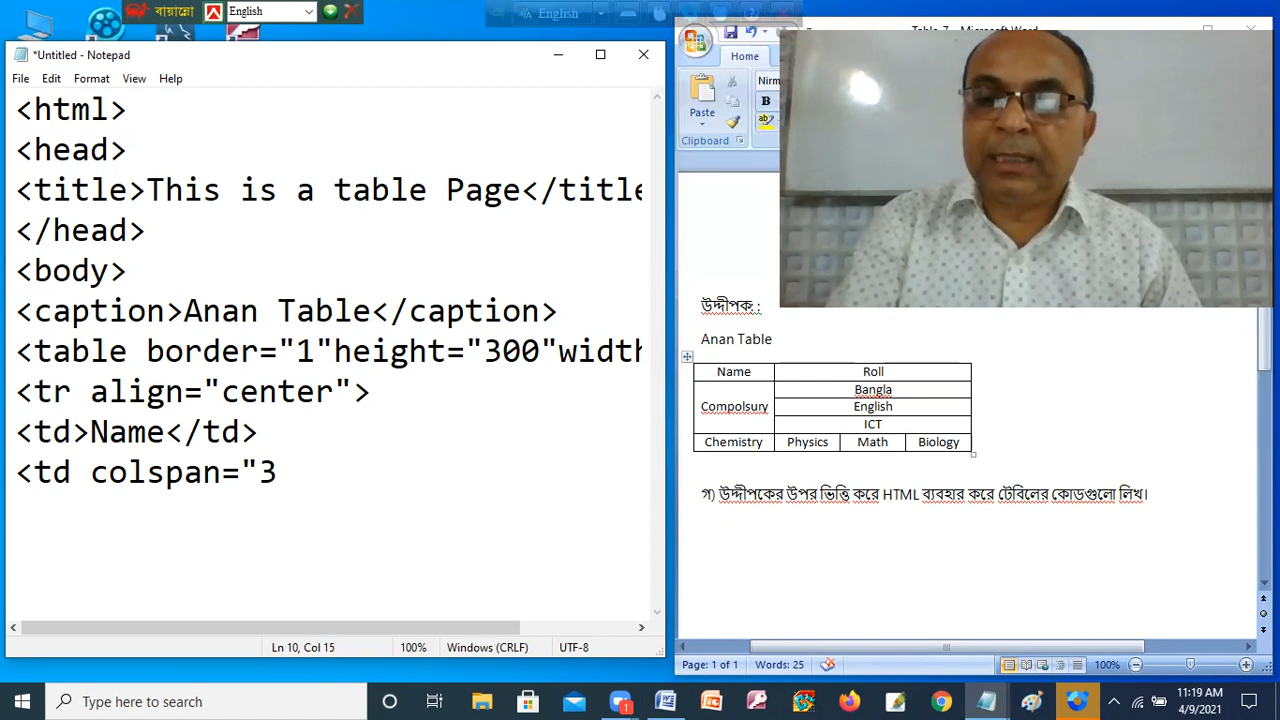 বায়ান্নো English
English
*Untitled - Notepad
File Edit Format View Help
<html>
<head>
<title>This is a table Page</title
</head>
<body>
<caption>Anan Table</caption>
<table border="1"height="300"width
<tr align="center">
<td>Name</td>
<td colspan="3
Ln 10, Col 15 100% Windows (CRLF) UTF-8
Home
Paste
Clipboard
উদ্দীপক :
Anan Table
Name Roll
Compolsury Bangla
English
ICT
Chemistry Physics Math Biology
গ) উদ্দীপকের উপর ভিত্তি করে HTML ব্যবহার করে টেবিলের কোডগুলো লিখ।
Page: 1 of 1 Words: 25 100%
Type here to search
1
11:19 AM
4/9/2021